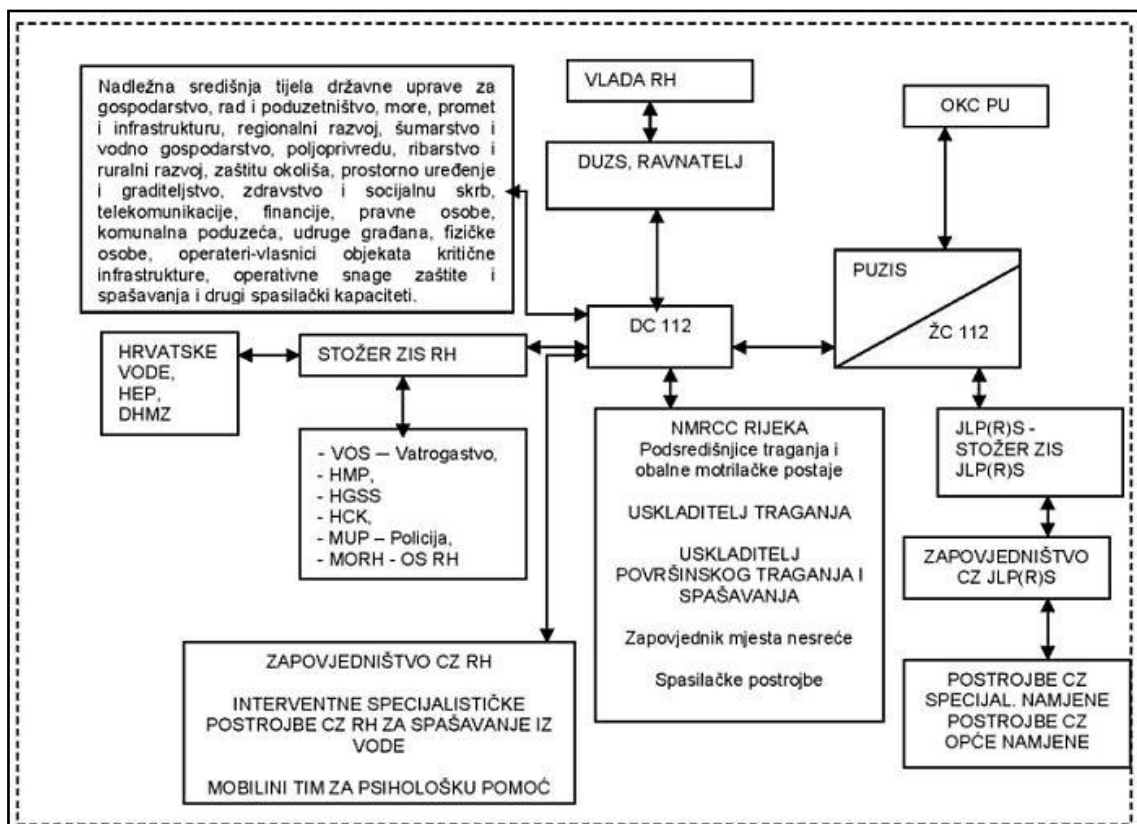 Nadležna središnja tijela državne uprave za
gospodarstvo, rad i poduzetništvo, more, promet
i infrastrukturu, regionalni razvoj, šumarstvo i
vodno gospodarstvo, poljoprivredu, ribarstvo i
ruralni razvoj, zaštitu okoliša, prostorno uređenje
i graditeljstvo, zdravstvo i socijalnu skrb,
telekomunikacije, financije, pravne osobe,
komunalna poduzeća, udruge građana, fizičke
osobe, operateri-vlasnici objekata kritične
infrastrukture, operativne snage zaštite i
spašavanja i drugi spasilački kapaciteti.
VLADA RH
DUZS, RAVNATELJ
OKC PU
PUZIS
ŽC 112
DC 112
HRVATSKE
VODE,
HEP,
DHMZ
STOŽER ZIS RH
- VOS – Vatrogastvo,
- HMP,
- HGSS
- HCK,
- MUP – Policija,
- MORH - OS RH
NMRCC RIJEKA
Podsredišnjice traganja i
obalne motrilačke postaje
USKLADITELJ TRAGANJA
USKLADITELJ
POVRŠINSKOG TRAGANJA I
SPAŠAVANJA
Zapovjednik mjesta nesreće
Spasilačke postrojbe
JLP(R)S -
STOŽER ZIS
JLP(R)S
ZAPOVJEDNIŠTVO
CZ JLP(R)S
POSTROJBE CZ
SPECIJAL. NAMJENE
POSTROJBE CZ
OPĆE NAMJENE
ZAPOVJEDNIŠTVO CZ RH
INTERVENTNE SPECIJALISTIČKE
POSTROJBE CZ RH ZA SPAŠAVANJE IZ
VODE
MOBILINI TIM ZA PSIHOLOŠKU POMOĆ